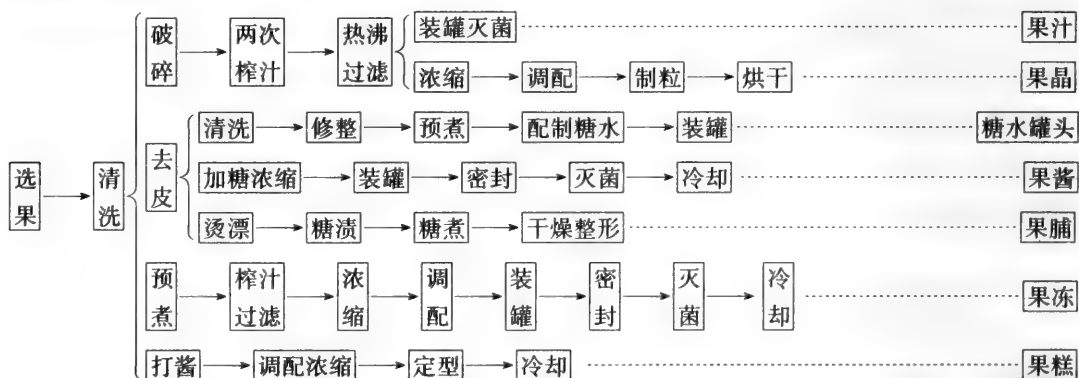 选果 清洗
破碎 两次榨汁 热沸过滤 装罐灭菌 果汁
浓缩 调配 制粒 烘干 果晶
去皮 清洗 修整 预煮 配制糖水 装罐 糖水罐头
加糖浓缩 装罐 密封 灭菌 冷却 果酱
烫漂 糖渍 糖煮 干燥整形 果脯
预煮 榨汁过滤 浓缩 调配 装罐 密封 灭菌 冷却 果冻
打酱 调配浓缩 定型 冷却 果糕